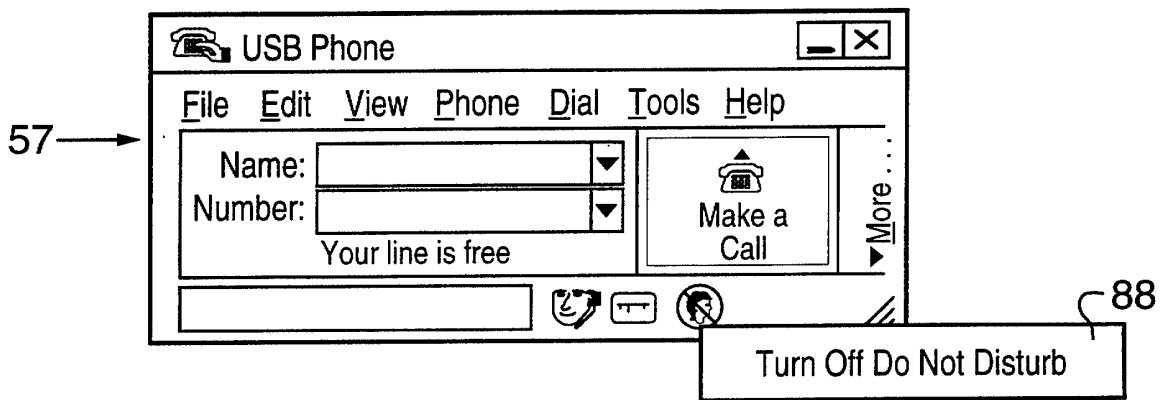 USB Phone
File Edit View Phone Dial Tools Help
57
Name:
Number:
Your line is free
Make a
Call
More ....
88
Turn Off Do Not Disturb